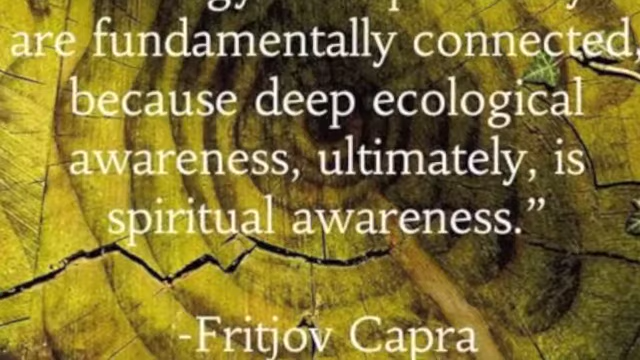 are fundamentally connected,
because deep ecological
awareness, ultimately, is
spiritual awareness.”
-Fritjov Capra